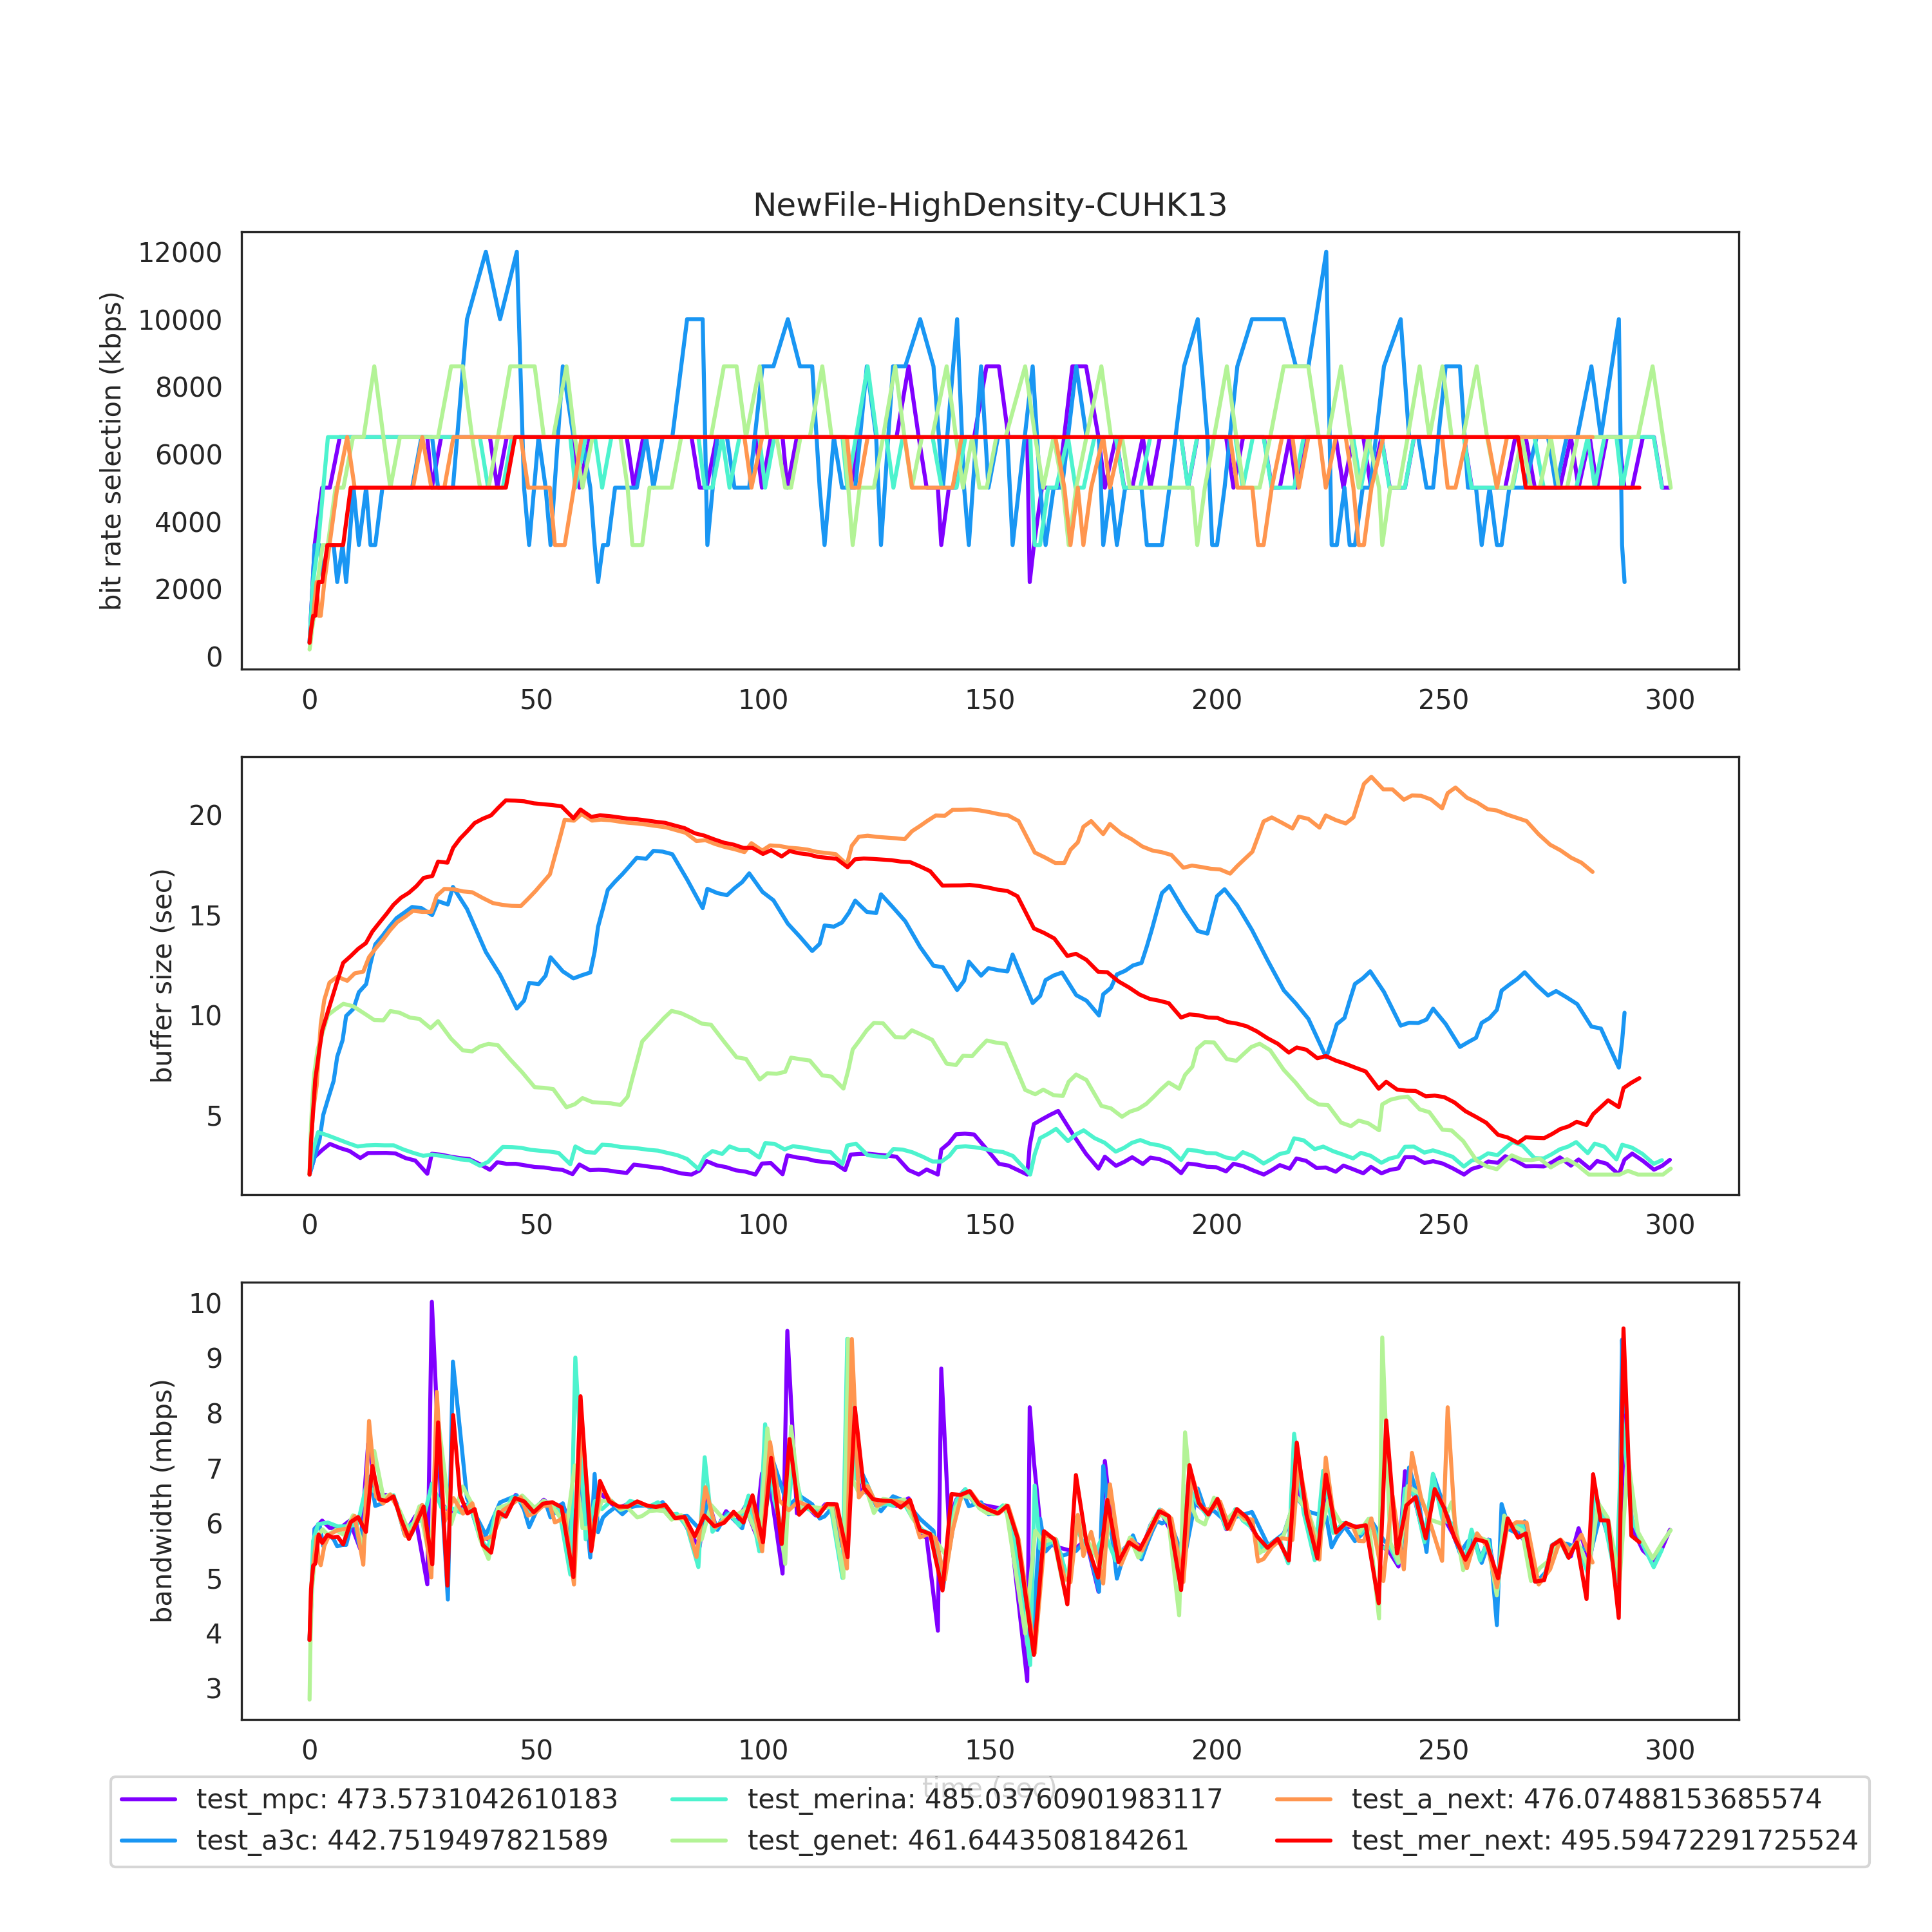 NewFile-HighDensity-CUHK13
bit rate selection (kbps)
12000
10000
8000
6000
4000
2000
0
0 50 100 150 200 250 300
buffer size (sec)
20
15
10
5
0 50 100 150 200 250 300
bandwidth (mbps)
10
9
8
7
6
5
4
3
0 50 100 150 200 250 300
time (sec)
test_mpc: 473.5731042610183
test_a3c: 442.7519497821589
test_merina: 485.03760901983117
test_genet: 461.6443508184261
test_a_next: 476.07488153685574
test_mer_next: 495.59472291725524